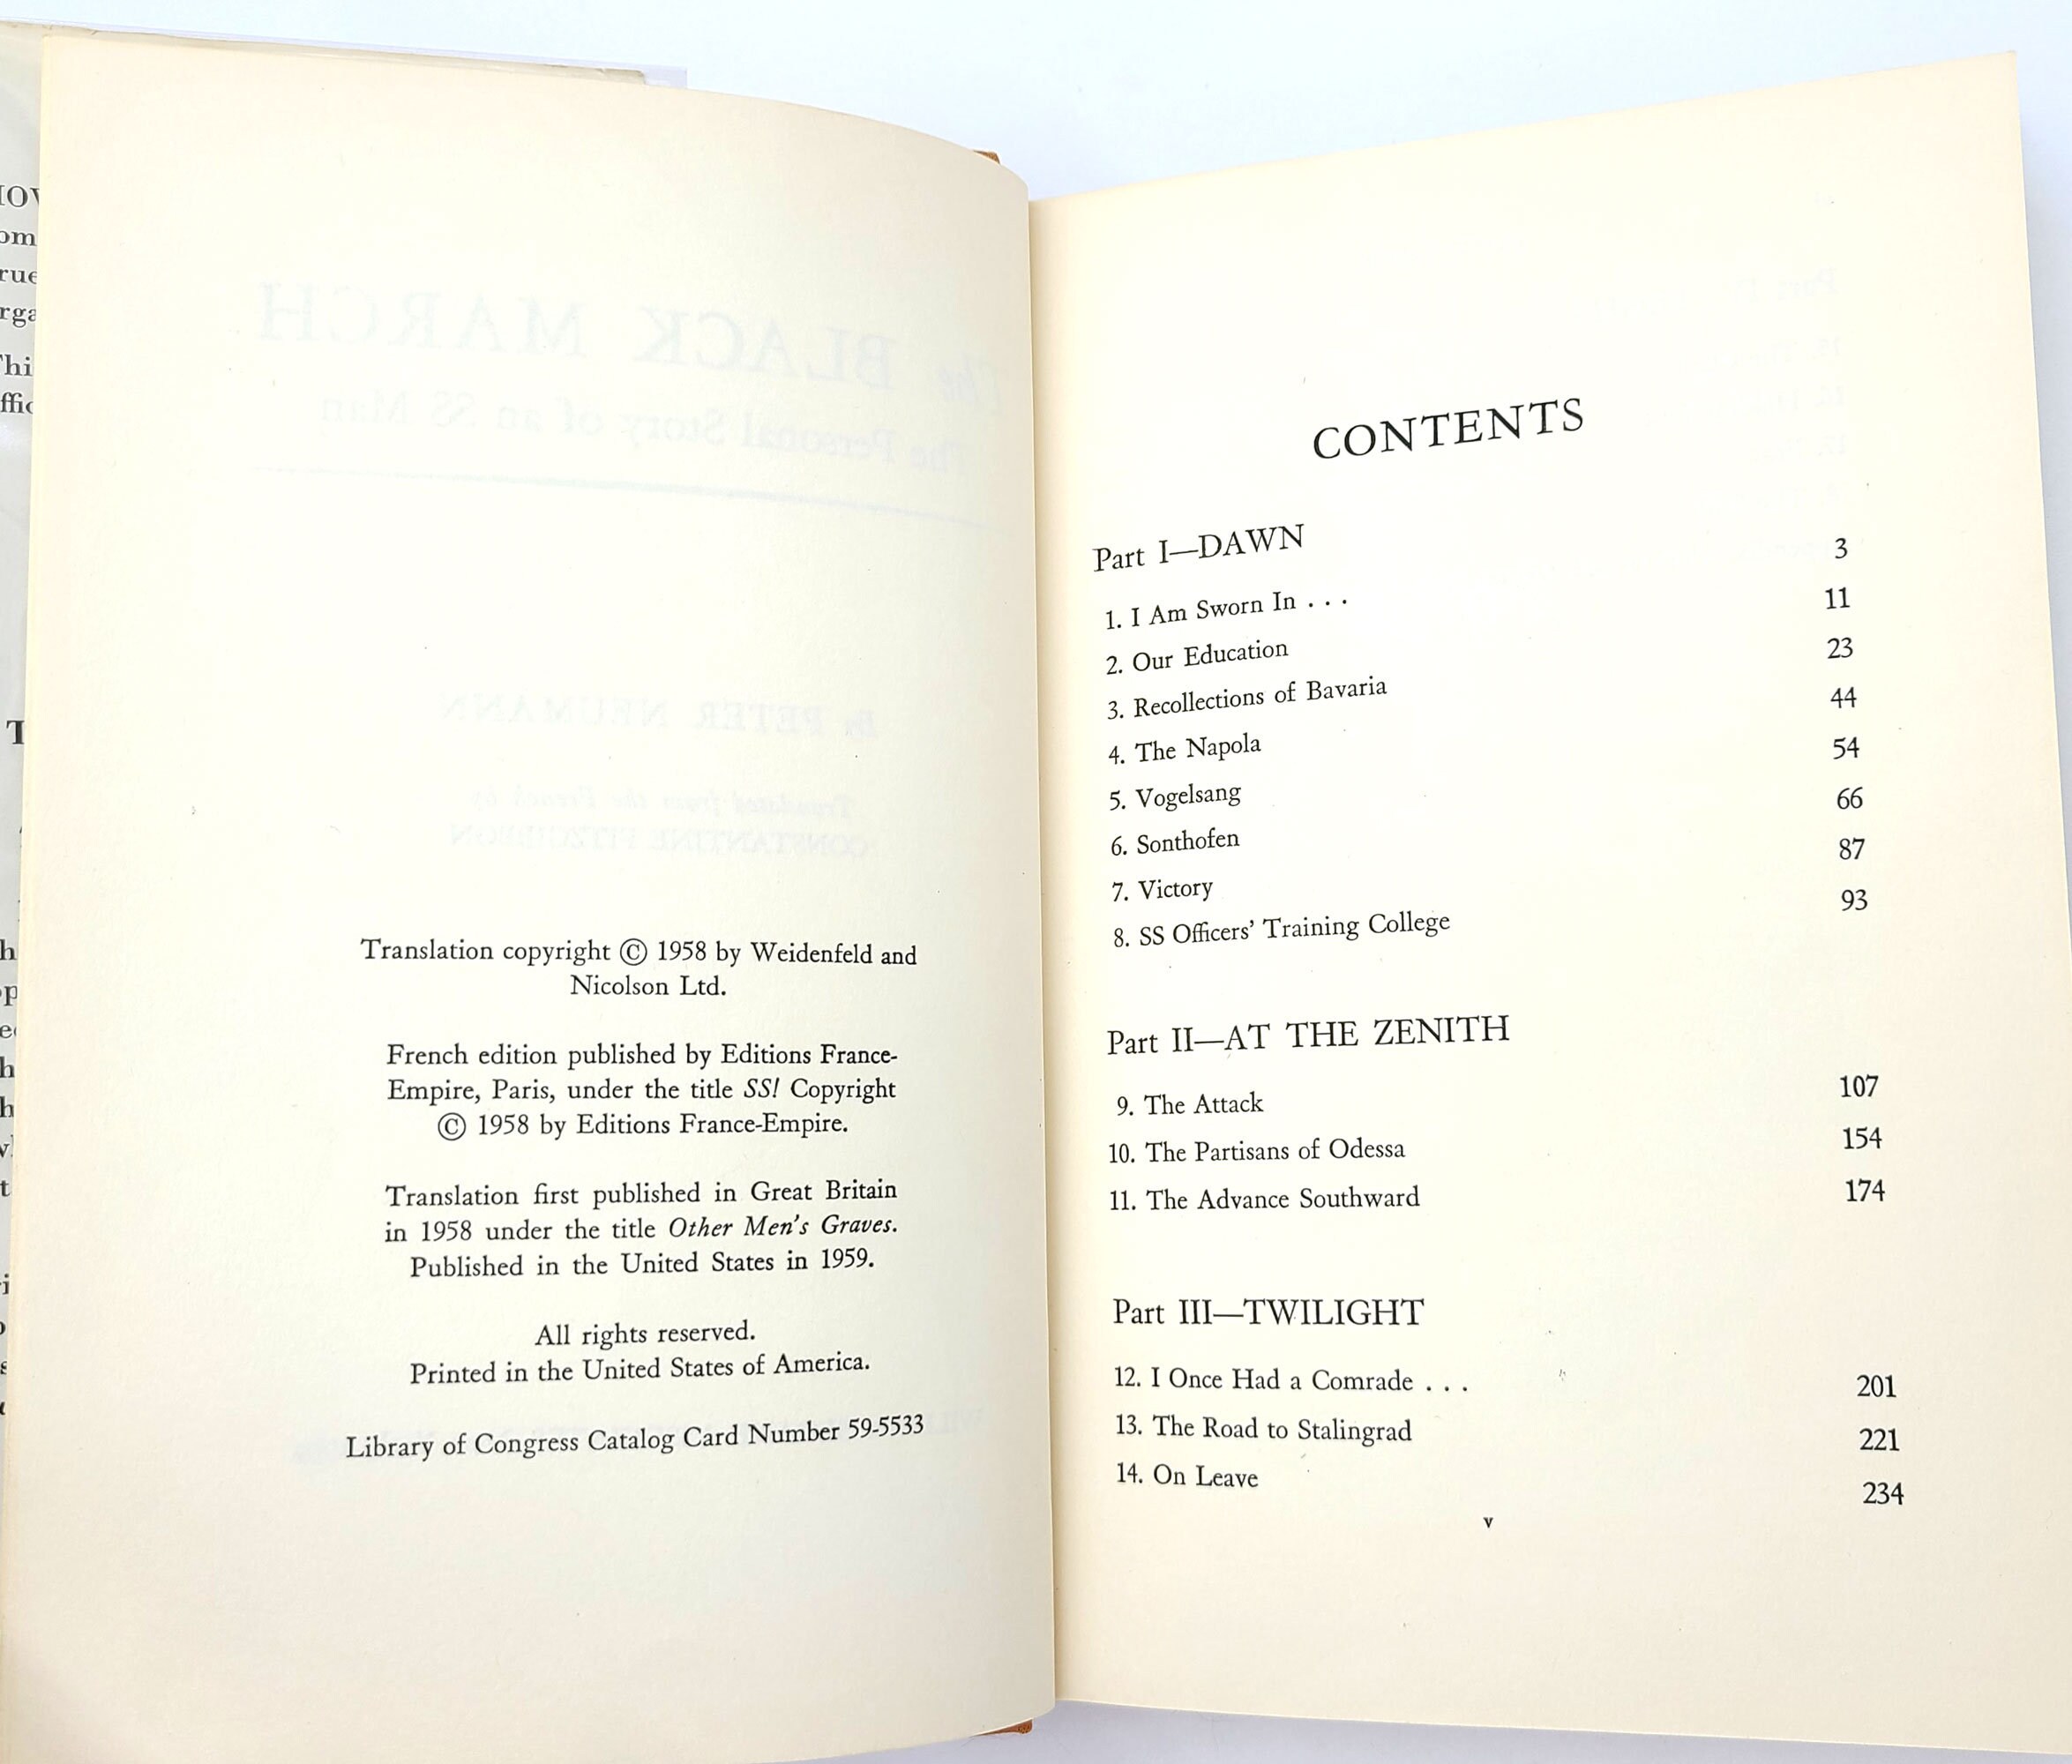 Translation copyright © 1958 by Weidenfeld and
Nicolson Ltd.
French edition published by Editions France-
Empire, Paris, under the title SS! Copyright
© 1958 by Editions France-Empire.
Translation first published in Great Britain
in 1958 under the title Other Men's Graves.
Published in the United States in 1959.
All rights reserved.
Printed in the United States of America.
Library of Congress Catalog Card Number 59-5533
CONTENTS
Part I—DAWN
1. I Am Sworn In . . . 3
2. Our Education 11
3. Recollections of Bavaria 23
4. The Napola 44
5. Vogelsang 54
6. Sonthofen 66
7. Victory 87
8. SS Officers' Training College 93
Part II—AT THE ZENITH
9. The Attack 107
10. The Partisans of Odessa 154
11. The Advance Southward 174
Part III—TWILIGHT
12. I Once Had a Comrade . . . 201
13. The Road to Stalingrad 221
14. On Leave 234
v